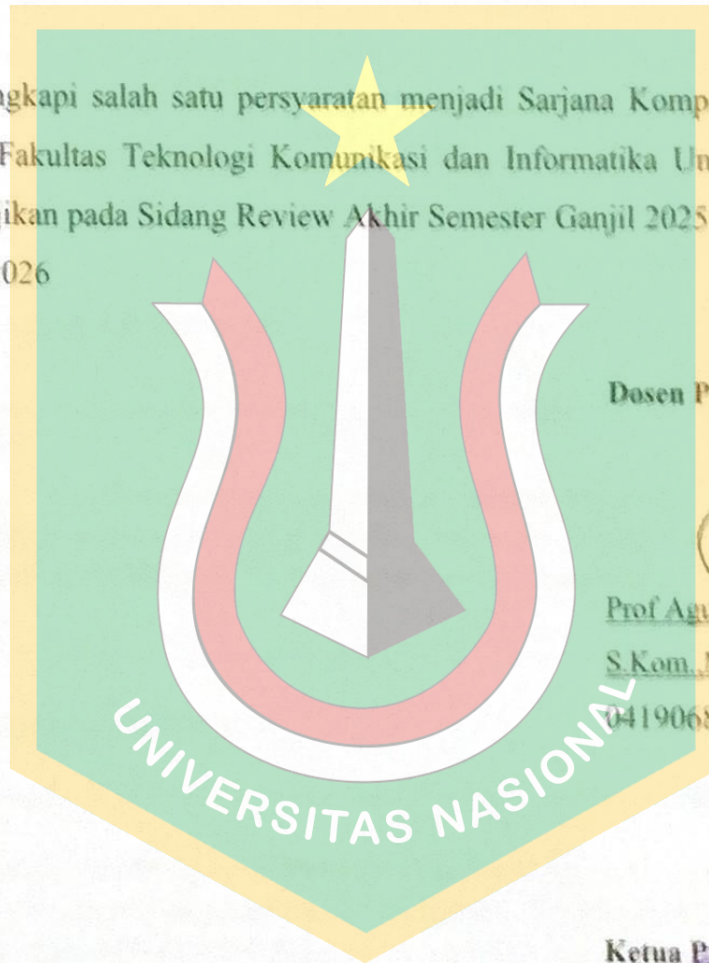 ngkapi salah satu persyaratan menjadi Sarjana Komp
Fakultas Teknologi Komunikasi dan Informatika Un
jikan pada Sidang Review Akhir Semester Ganjil 2025
026
Dosen P
Prof Agu
S.Kom.,
041906
UNIVERSITAS NASIONAL
Ketua P